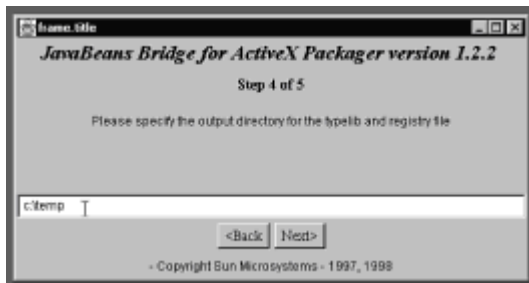 frame.title
JavaBeans Bridge for ActiveX Packager version 1.2.2
Step 4 of 5
Please specify the output directory for the typelib and registry file
c:\temp
<Back Next>
- Copyright Sun Microsystems - 1997, 1998